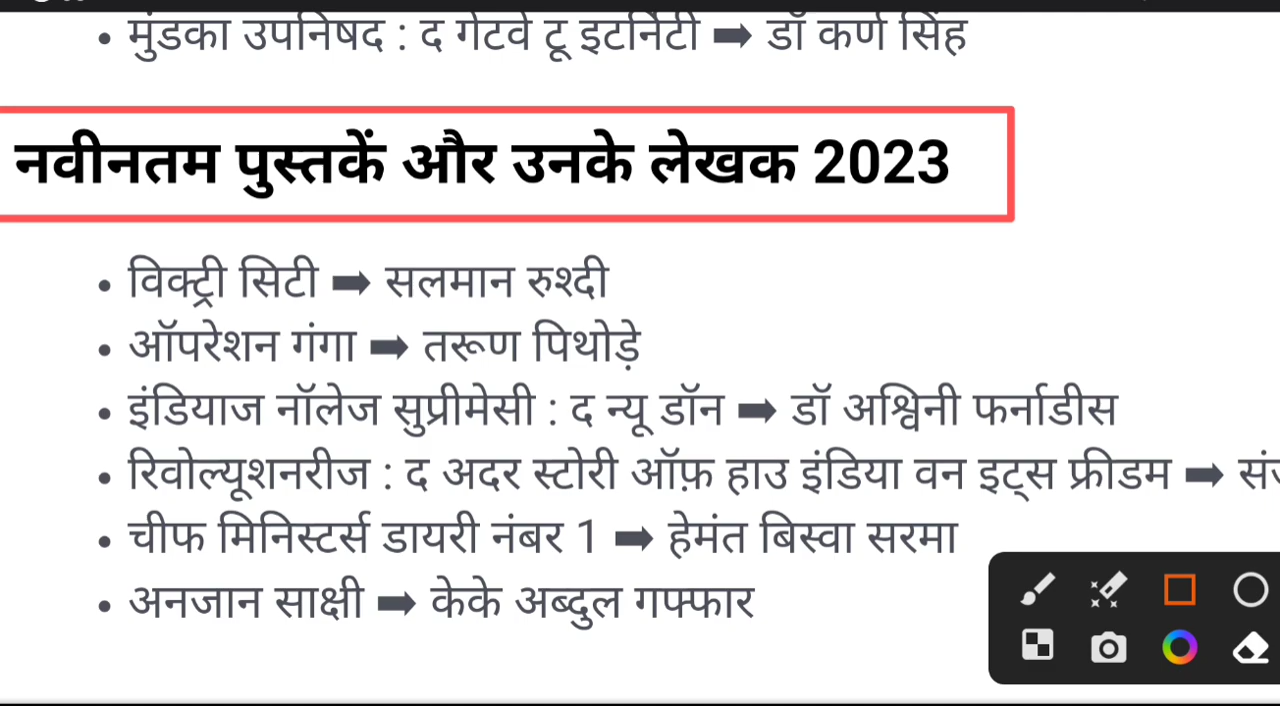 • मुंडका उपनिषद : द गेटवे टू इटर्निटी ➡ डॉ कर्ण सिंह
नवीनतम पुस्तकें और उनके लेखक 2023
• विक्ट्री सिटी ➡ सलमान रुश्दी
• ऑपरेशन गंगा ➡ तरूण पिथोड़े
• इंडियाज नॉलेज सुप्रीमेसी : द न्यू डॉन ➡ डॉ अश्विनी फर्नाडीस
• रिवोल्यूशनरीज : द अदर स्टोरी ऑफ़ हाउ इंडिया वन इट्स फ्रीडम ➡
• चीफ मिनिस्टर्स डायरी नंबर 1 ➡ हेमंत बिस्वा सरमा
• अनजान साक्षी ➡ केके अब्दुल गफ्फार